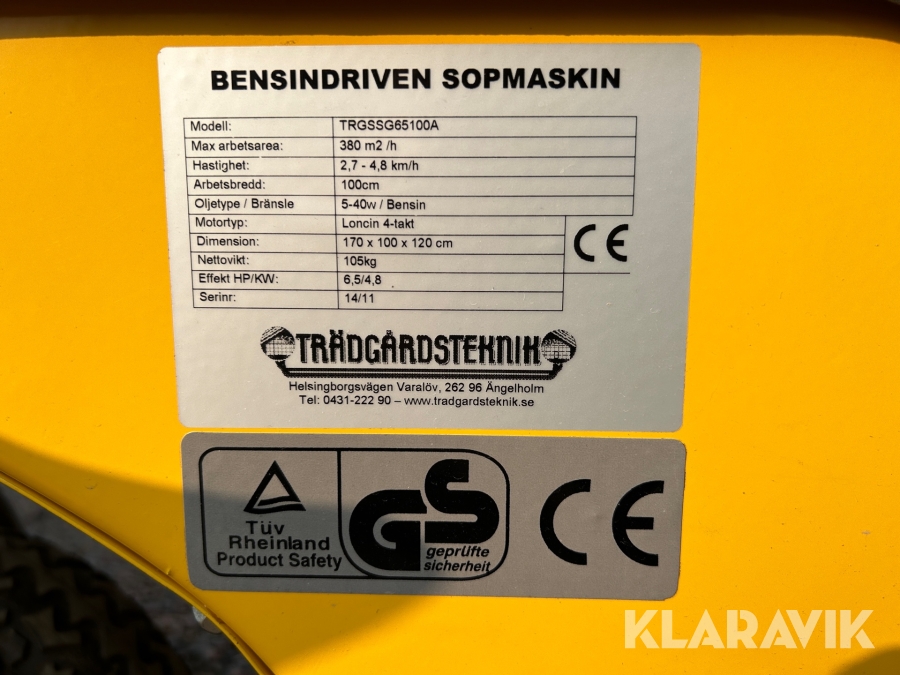 BENSINDRIVEN SOPMASKIN
Modell: TRGSSG65100A
Max arbetsarea: 380 m2 /h
Hastighet: 2,7 - 4,8 km/h
Arbetsbredd: 100cm
Oljetype / Bränsle 5-40w / Bensin
Motortyp: Loncin 4-takt
Dimension: 170 x 100 x 120 cm
Nettovikt: 105kg
Effekt HP/KW: 6,5/4,8
Serinr: 14/11
CE
TRÄDGÅRDSTEKNIK
Helsingborgsvägen Varalöv, 262 96 Ängelholm
Tel: 0431-222 90 – www.tradgardsteknik.se
TÜV
Rheinland
Product Safety
GS
geprüfte
sicherheit
CE
KLARAVIK